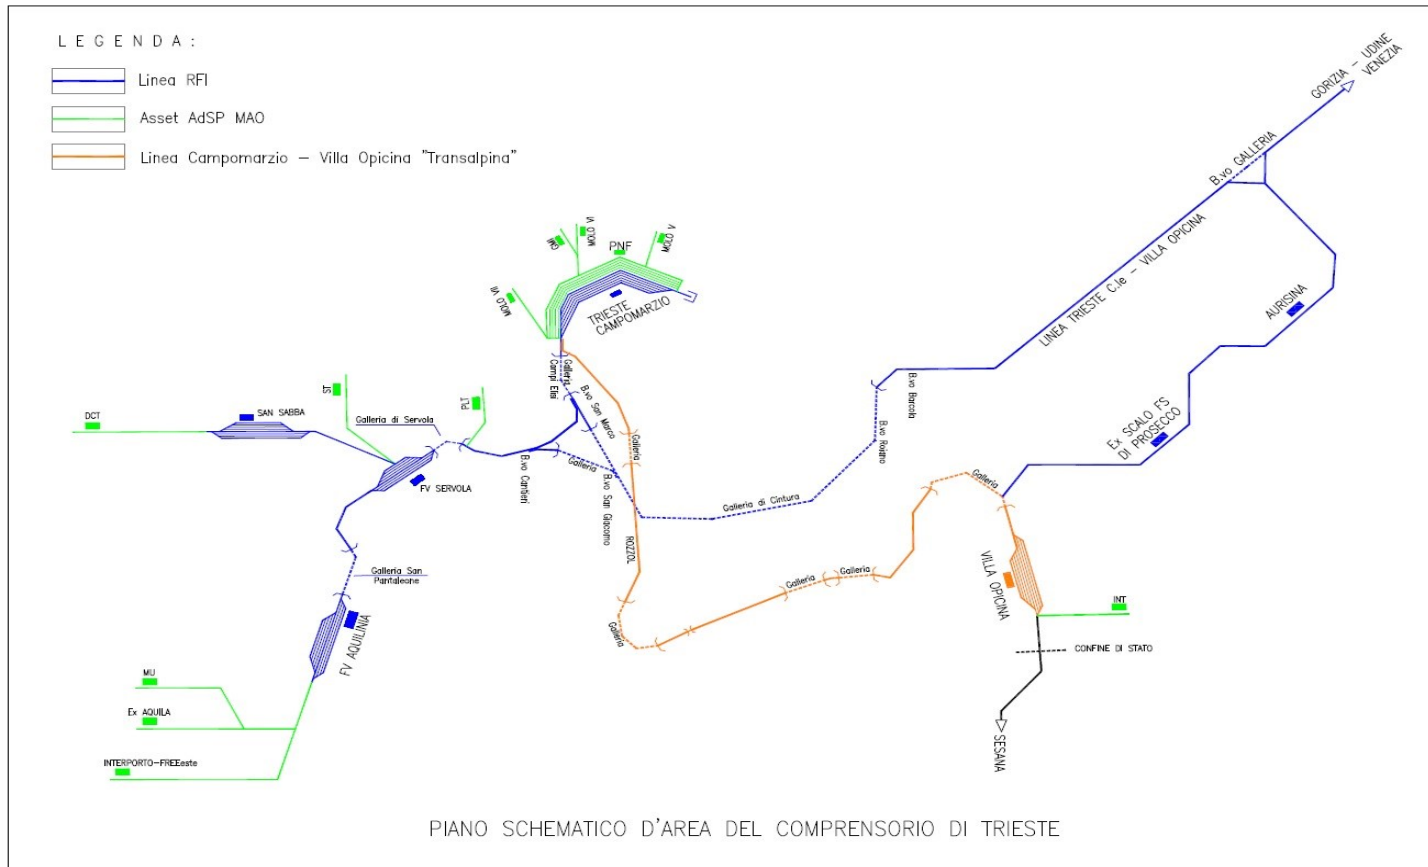 LEGENDA:
Linea RFI
Asset AdSP MAO
Linea Campomarzio – Villa Opicina "Transalpina"
GORIZIA – UDINE
VENEZIA
B.vo GALLERIA
LINEA TRIESTE C.le – VILLA OPICINA
AURISINA
Ex SCALO FS
DI PROSECCO
MOLO VI
GMI
PNF
MOLO V
MOLO VII
TRIESTE
CAMPOMARZIO
Galleria
Campi Elisi
B.vo San Marco
Galleria
B.vo Barcola
B.vo Roiano
ST
PLT
DCT
SAN SABBA
Galleria di Servola
FV SERVOLA
B.vo Cantieri
Galleria
B.vo San Giacomo
Galleria di Cintura
Galleria
ROZZOL
Galleria San
Pantaleone
Galleria
Galleria
Galleria
VILLA OPICINA
INT
FV AQUILINIA
CONFINE DI STATO
MU
Ex AQUILA
INTERPORTO-FREEeste
SESANA
PIANO SCHEMATICO D'AREA DEL COMPRENSORIO DI TRIESTE